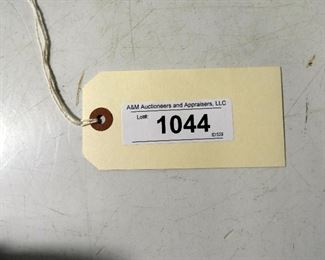 A&M Auctioneers and Appraisers, LLC
Lot#:
1044